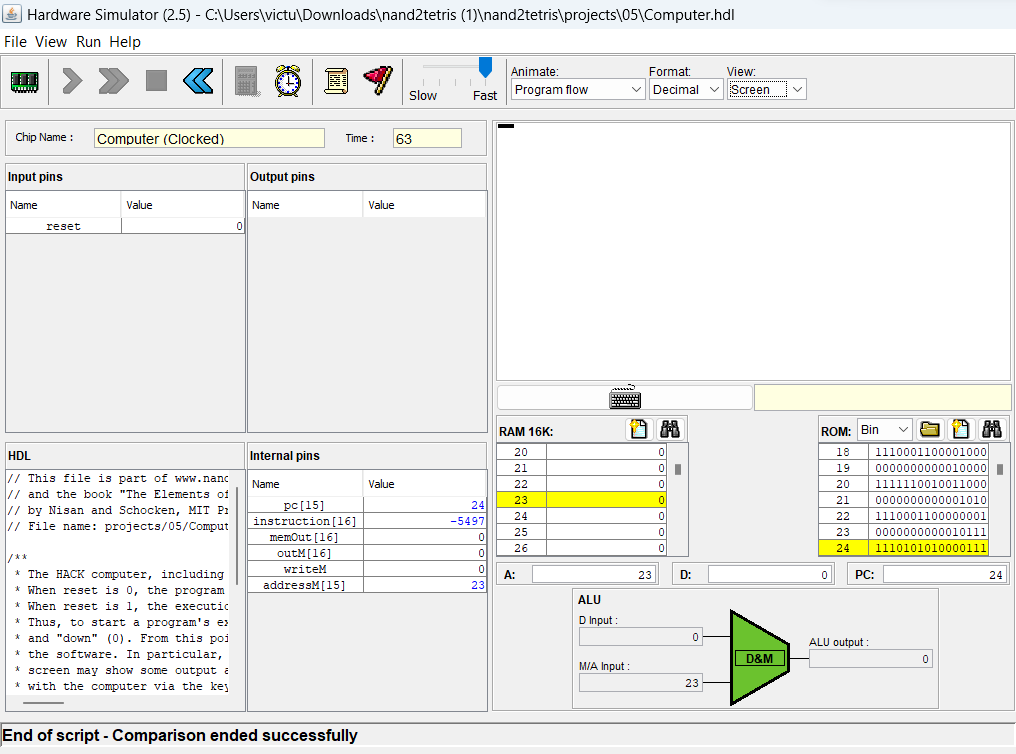 Hardware Simulator (2.5) - C:\Users\victu\Downloads\nand2tetris (1)\nand2tetris\projects\05\Computer.hdl
File View Run Help
Slow Fast
Animate: Format: View:
Program flow Decimal Screen
Chip Name : Computer (Clocked) Time : 63
Input pins
Name Value
reset 0
Output pins
Name Value
HDL
// This file is part of www.nand
// and the book "The Elements of
// by Nisan and Schocken, MIT Pr
// File name: projects/05/Comput
/**
* The HACK computer, including
* When reset is 0, the program
* When reset is 1, the executio
* Thus, to start a program's ex
* and "down" (0). From this poi
* the software. In particular,
* screen may show some output a
* with the computer via the key
Internal pins
Name Value
pc[15] 24
instruction[16] -5497
memOut[16] 0
outM[16] 0
writeM 0
addressM[15] 23
RAM 16K:
20 0
21 0
22 0
23 0
24 0
25 0
26 0
ROM: Bin
18 1110001100001000
19 0000000000010000
20 1111110010011000
21 0000000000001010
22 1110001100000001
23 0000000000010111
24 1110101010000111
A: 23 D: 0 PC: 24
ALU
D Input :
0
M/A Input :
23
D&M
ALU output :
0
End of script - Comparison ended successfully